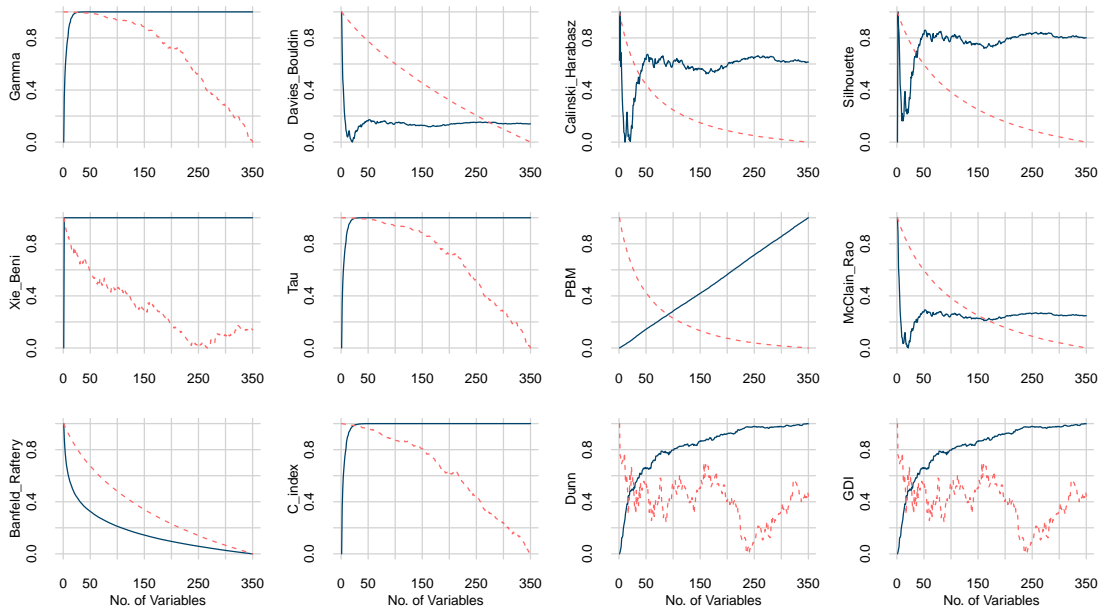 Gamma
0.0 0.4 0.8
0 50 150 250 350
Davies_Bouldin
0.0 0.4 0.8
0 50 150 250 350
Calinski_Harabasz
0.0 0.4 0.8
0 50 150 250 350
Silhouette
0.0 0.4 0.8
0 50 150 250 350
Xie_Beni
0.0 0.4 0.8
0 50 150 250 350
Tau
0.0 0.4 0.8
0 50 150 250 350
PBM
0.0 0.4 0.8
0 50 150 250 350
McClain_Rao
0.0 0.4 0.8
0 50 150 250 350
Banfeld_Raftery
0.0 0.4 0.8
0 50 150 250 350
No. of Variables
C_index
0.0 0.4 0.8
0 50 150 250 350
No. of Variables
Dunn
0.0 0.4 0.8
0 50 150 250 350
No. of Variables
GDI
0.0 0.4 0.8
0 50 150 250 350
No. of Variables